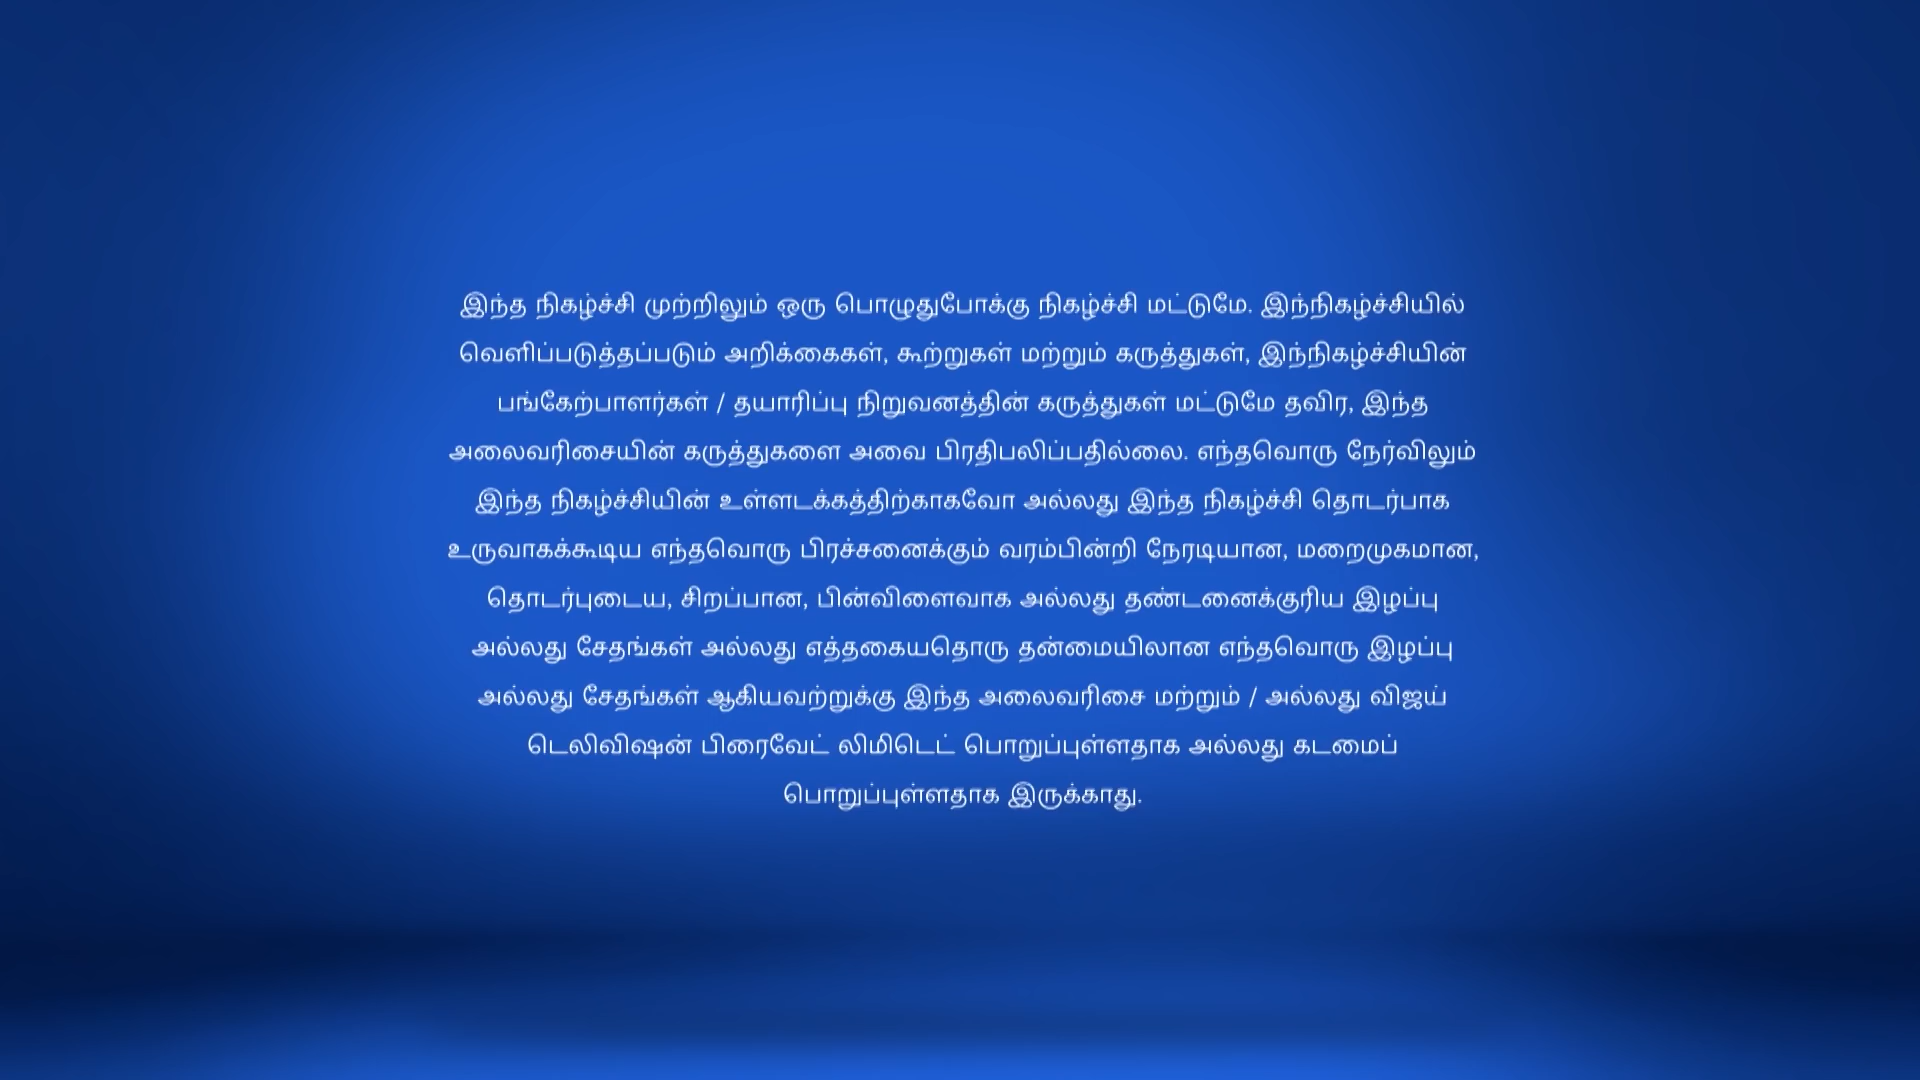 இந்த நிகழ்ச்சி முற்றிலும் ஒரு பொழுதுபோக்கு நிகழ்ச்சி மட்டுமே. இந்நிகழ்ச்சியில்
வெளிப்படுத்தப்படும் அறிக்கைகள், கூற்றுகள் மற்றும் கருத்துகள், இந்நிகழ்ச்சியின்
பங்கேற்பாளர்கள் / தயாரிப்பு நிறுவனத்தின் கருத்துகள் மட்டுமே தவிர, இந்த
அலைவரிசையின் கருத்துகளை அவை பிரதிபலிப்பதில்லை. எந்தவொரு நேர்விலும்
இந்த நிகழ்ச்சியின் உள்ளடக்கத்திற்காகவோ அல்லது இந்த நிகழ்ச்சி தொடர்பாக
உருவாகக்கூடிய எந்தவொரு பிரச்சனைக்கும் வரம்பின்றி நேரடியான, மறைமுகமான,
தொடர்புடைய, சிறப்பான, பின்விளைவாக அல்லது தண்டனைக்குரிய இழப்பு
அல்லது சேதங்கள் அல்லது எத்தகையதொரு தன்மையிலான எந்தவொரு இழப்பு
அல்லது சேதங்கள் ஆகியவற்றுக்கு இந்த அலைவரிசை மற்றும் / அல்லது விஜய்
டெலிவிஷன் பிரைவேட் லிமிடெட் பொறுப்புள்ளதாக அல்லது கடமைப்
பொறுப்புள்ளதாக இருக்காது.